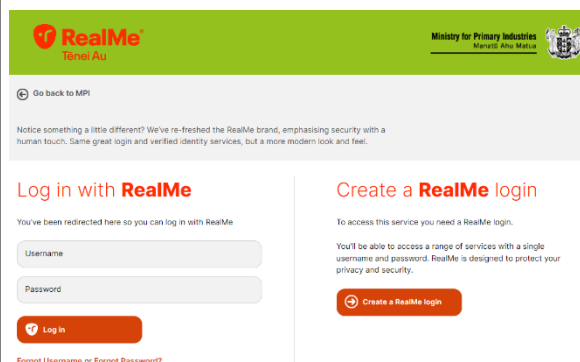 RealMe®
Tēnei Au
Ministry for Primary Industries
Manatū Ahu Matua
Go back to MPI
Notice something a little different? We've re-freshed the RealMe brand, emphasising security with a
human touch. Same great login and verified identity services, but a more modern look and feel.
Log in with RealMe
You've been redirected here so you can log in with RealMe
Username
Password
Log in
Forgot Username or Forgot Password?
Create a RealMe login
To access this service you need a RealMe login.
You'll be able to access a range of services with a single
username and password. RealMe is designed to protect your
privacy and security.
Create a RealMe login